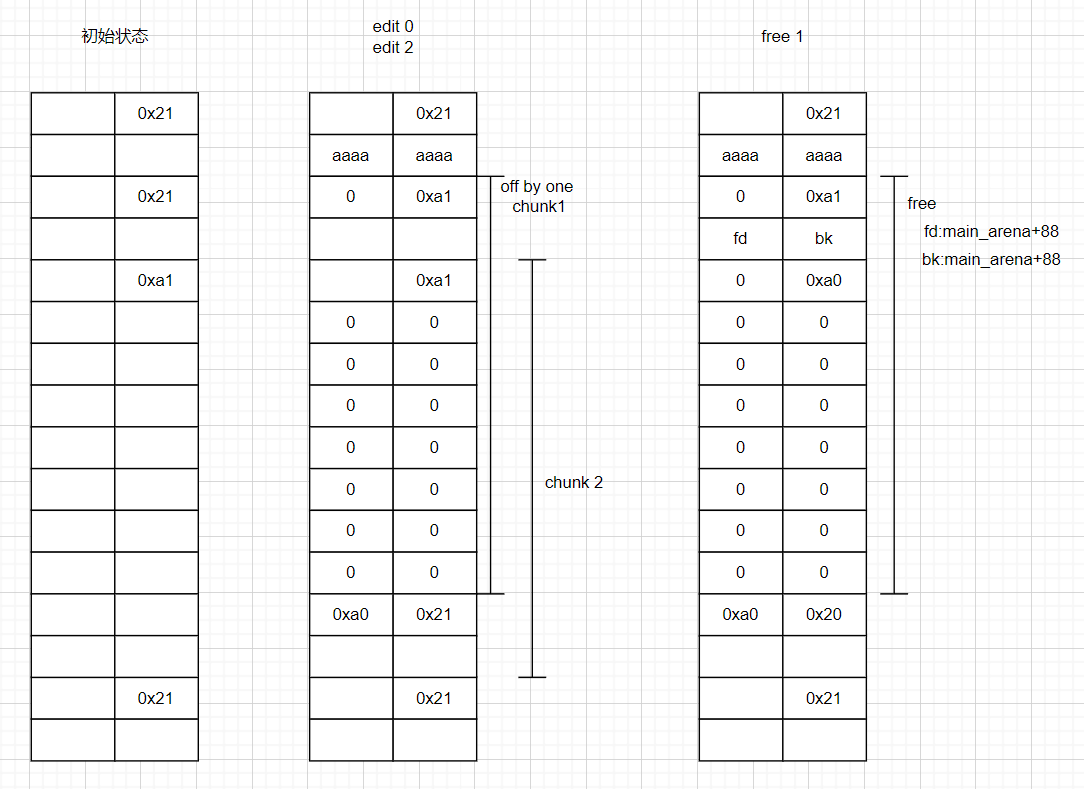 初始状态
0x21
0x21
0xa1
0x21
edit 0
edit 2
0x21
aaaa aaaa
0 0xa1
0xa1
0 0
0 0
0 0
0 0
0 0
0 0
0 0
0xa0 0x21
0x21
off by one
chunk1
chunk 2
free 1
0x21
aaaa aaaa
0 0xa1
fd bk
0 0xa0
0 0
0 0
0 0
0 0
0 0
0 0
0 0
0xa0 0x20
0x21
free
fd:main_arena+88
bk:main_arena+88